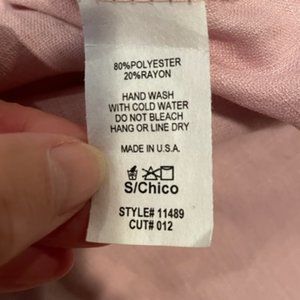 80%POLYESTER
20%RAYON
HAND WASH
WITH COLD WATER
DO NOT BLEACH
HANG OR LINE DRY
MADE IN U.S.A.
S/Chico
STYLE# 11489
CUT# 012